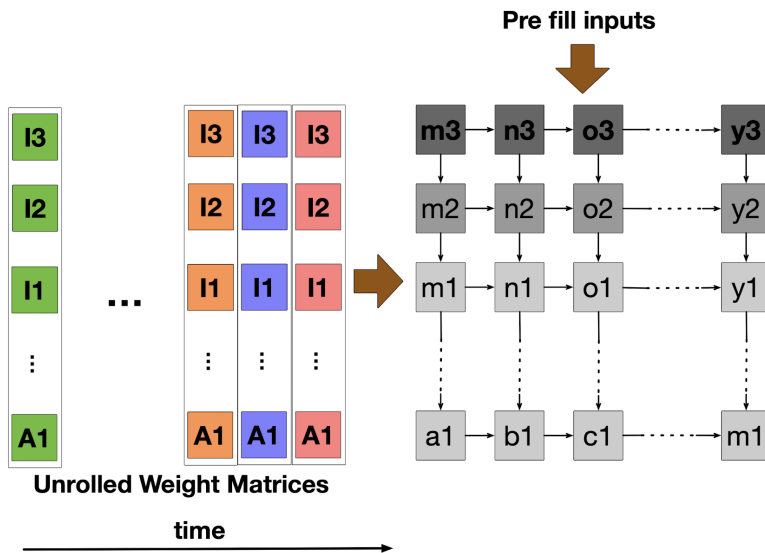 Pre fill inputs
I3 I3 I3 I3 m3 n3 o3 y3
I2 I2 I2 I2 m2 n2 o2 y2
I1 ... I1 I1 I1 m1 n1 o1 y1
... ... ... ...
A1 A1 A1 A1 a1 b1 c1 m1
Unrolled Weight Matrices
time